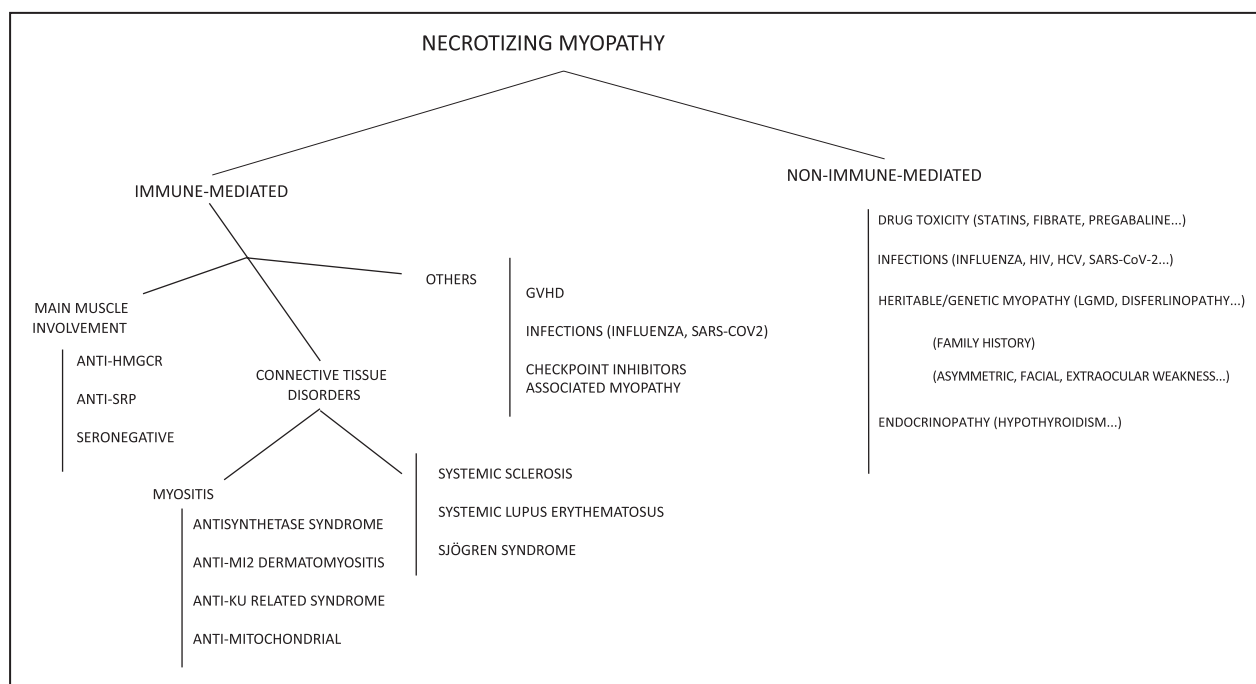 NECROTIZING MYOPATHY
IMMUNE-MEDIATED
MAIN MUSCLE
INVOLVEMENT
ANTI-HMGCR
ANTI-SRP
SERONEGATIVE
CONNECTIVE TISSUE
DISORDERS
MYOSITIS
ANTISYNTHETASE SYNDROME
ANTI-MI2 DERMATOMYOSITIS
ANTI-KU RELATED SYNDROME
ANTI-MITOCHONDRIAL
SYSTEMIC SCLEROSIS
SYSTEMIC LUPUS ERYTHEMATOSUS
SJÖGREN SYNDROME
OTHERS
GVHD
INFECTIONS (INFLUENZA, SARS-COV2)
CHECKPOINT INHIBITORS
ASSOCIATED MYOPATHY
NON-IMMUNE-MEDIATED
DRUG TOXICITY (STATINS, FIBRATE, PREGABALINE...)
INFECTIONS (INFLUENZA, HIV, HCV, SARS-CoV-2...)
HERITABLE/GENETIC MYOPATHY (LGMD, DISFERLINOPATHY...)
(FAMILY HISTORY)
(ASYMMETRIC, FACIAL, EXTRAOCULAR WEAKNESS...)
ENDOCRINOPATHY (HYPOTHYROIDISM...)